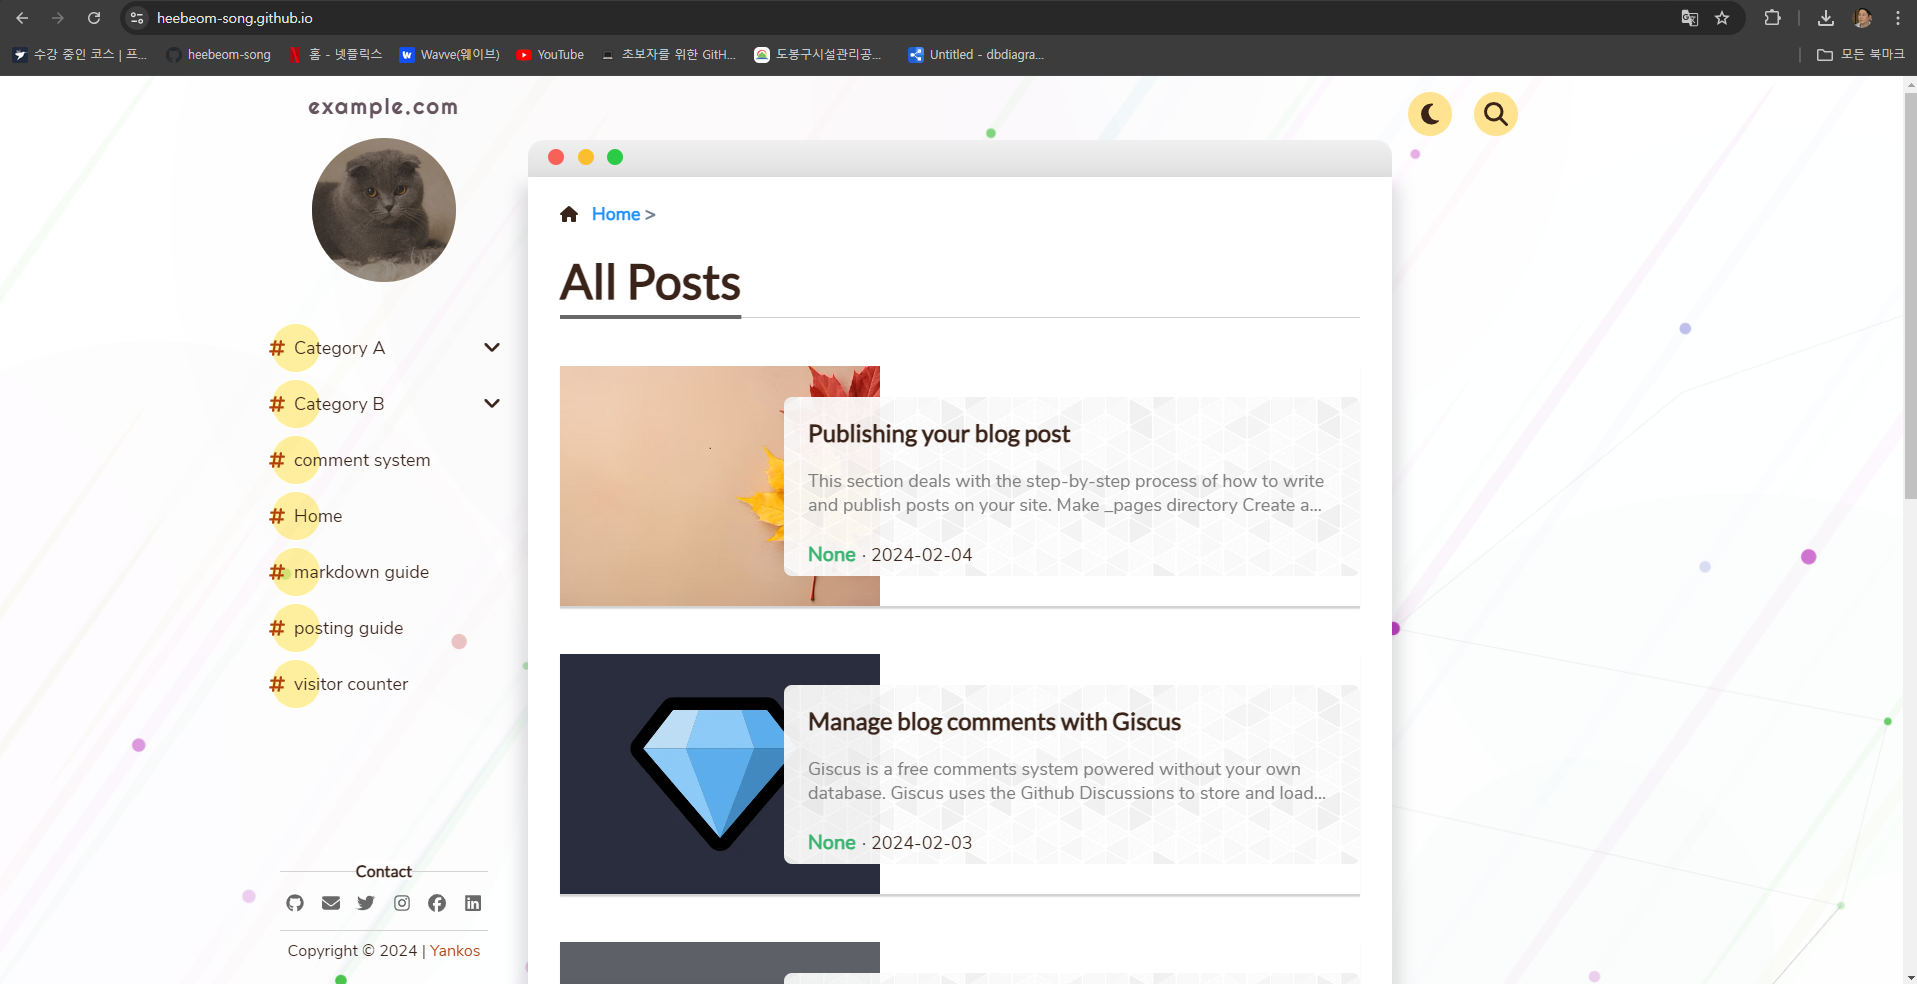 heebeom-song.github.io
수강 중인 코스 | 프... heebeom-song 홈 - 넷플릭스 Wavve(웨이브) YouTube 초보자를 위한 GitH... 도봉구시설관리공... Untitled - dbdiagra... 모든 북마크
example.com
# Category A
# Category B
# comment system
# Home
# markdown guide
# posting guide
# visitor counter
Contact
Copyright © 2024 | Yankos
Home >
All Posts
Publishing your blog post
This section deals with the step-by-step process of how to write
and publish posts on your site. Make _pages directory Create a...
None · 2024-02-04
Manage blog comments with Giscus
Giscus is a free comments system powered without your own
database. Giscus uses the Github Discussions to store and load...
None · 2024-02-03